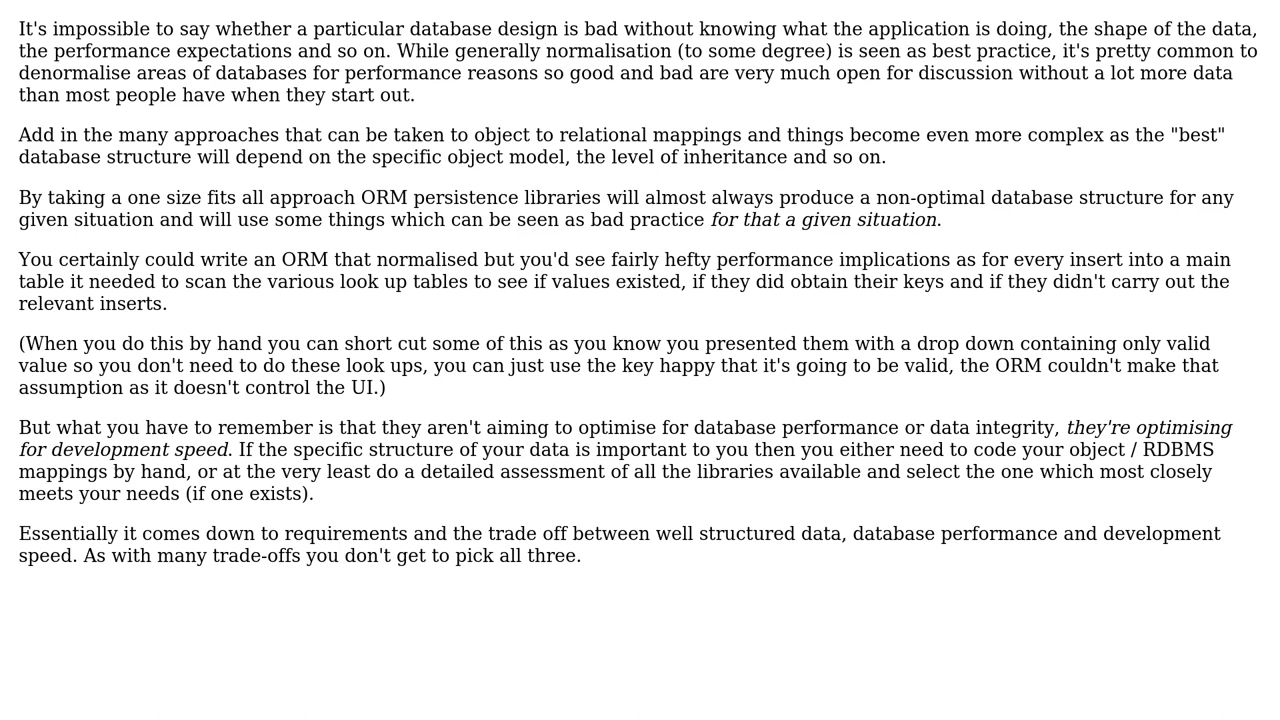 It's impossible to say whether a particular database design is bad without knowing what the application is doing, the shape of the data,
the performance expectations and so on. While generally normalisation (to some degree) is seen as best practice, it's pretty common to
denormalise areas of databases for performance reasons so good and bad are very much open for discussion without a lot more data
than most people have when they start out.
Add in the many approaches that can be taken to object to relational mappings and things become even more complex as the "best"
database structure will depend on the specific object model, the level of inheritance and so on.
By taking a one size fits all approach ORM persistence libraries will almost always produce a non-optimal database structure for any
given situation and will use some things which can be seen as bad practice for that a given situation.
You certainly could write an ORM that normalised but you'd see fairly hefty performance implications as for every insert into a main
table it needed to scan the various look up tables to see if values existed, if they did obtain their keys and if they didn't carry out the
relevant inserts.
(When you do this by hand you can short cut some of this as you know you presented them with a drop down containing only valid
value so you don't need to do these look ups, you can just use the key happy that it's going to be valid, the ORM couldn't make that
assumption as it doesn't control the UI.)
But what you have to remember is that they aren't aiming to optimise for database performance or data integrity, they're optimising
for development speed. If the specific structure of your data is important to you then you either need to code your object / RDBMS
mappings by hand, or at the very least do a detailed assessment of all the libraries available and select the one which most closely
meets your needs (if one exists).
Essentially it comes down to requirements and the trade off between well structured data, database performance and development
speed. As with many trade-offs you don't get to pick all three.